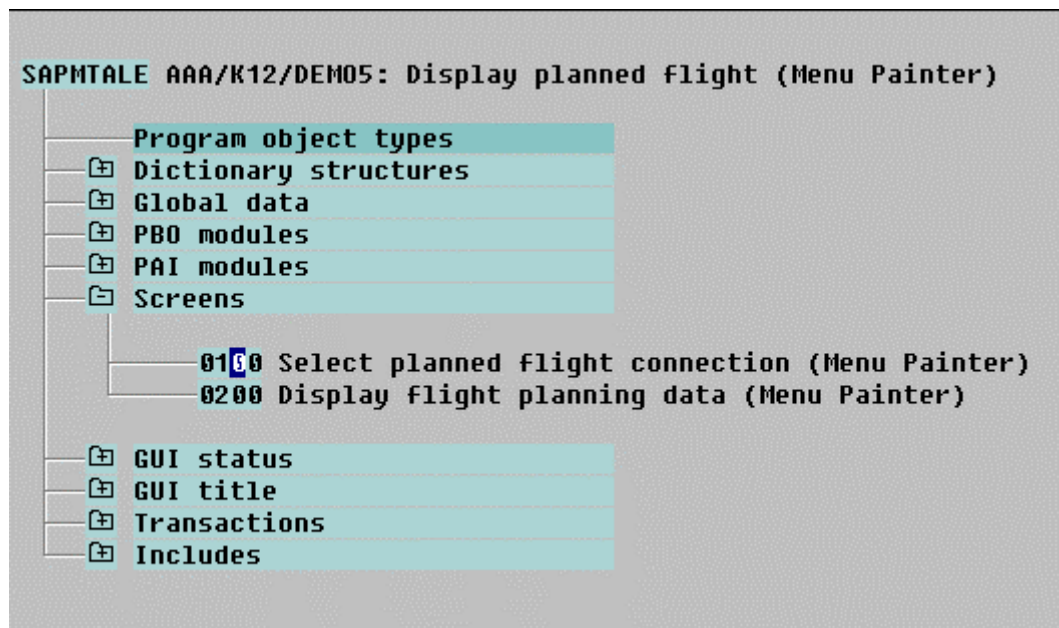 SAPMTALE AAA/K12/DEMO5: Display planned flight (Menu Painter)
Program object types
Dictionary structures
Global data
PBO modules
PAI modules
Screens
0100 Select planned flight connection (Menu Painter)
0200 Display flight planning data (Menu Painter)
GUI status
GUI title
Transactions
Includes